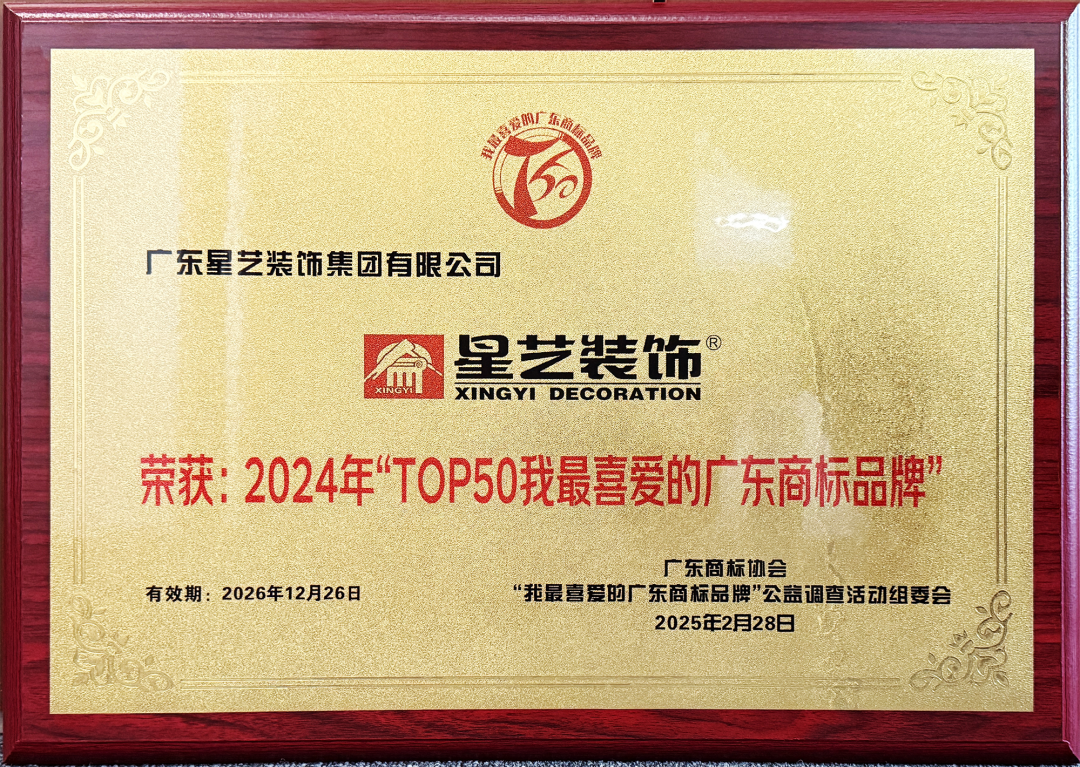 我最喜爱的广东商标品牌
T50
广东星艺装饰集团有限公司
XINGYI
星艺装饰®
XINGYI DECORATION
荣获：2024年“TOP50我最喜爱的广东商标品牌”
广东商标协会
有效期：2026年12月26日
“我最喜爱的广东商标品牌”公益调查活动组委会
2025年2月28日